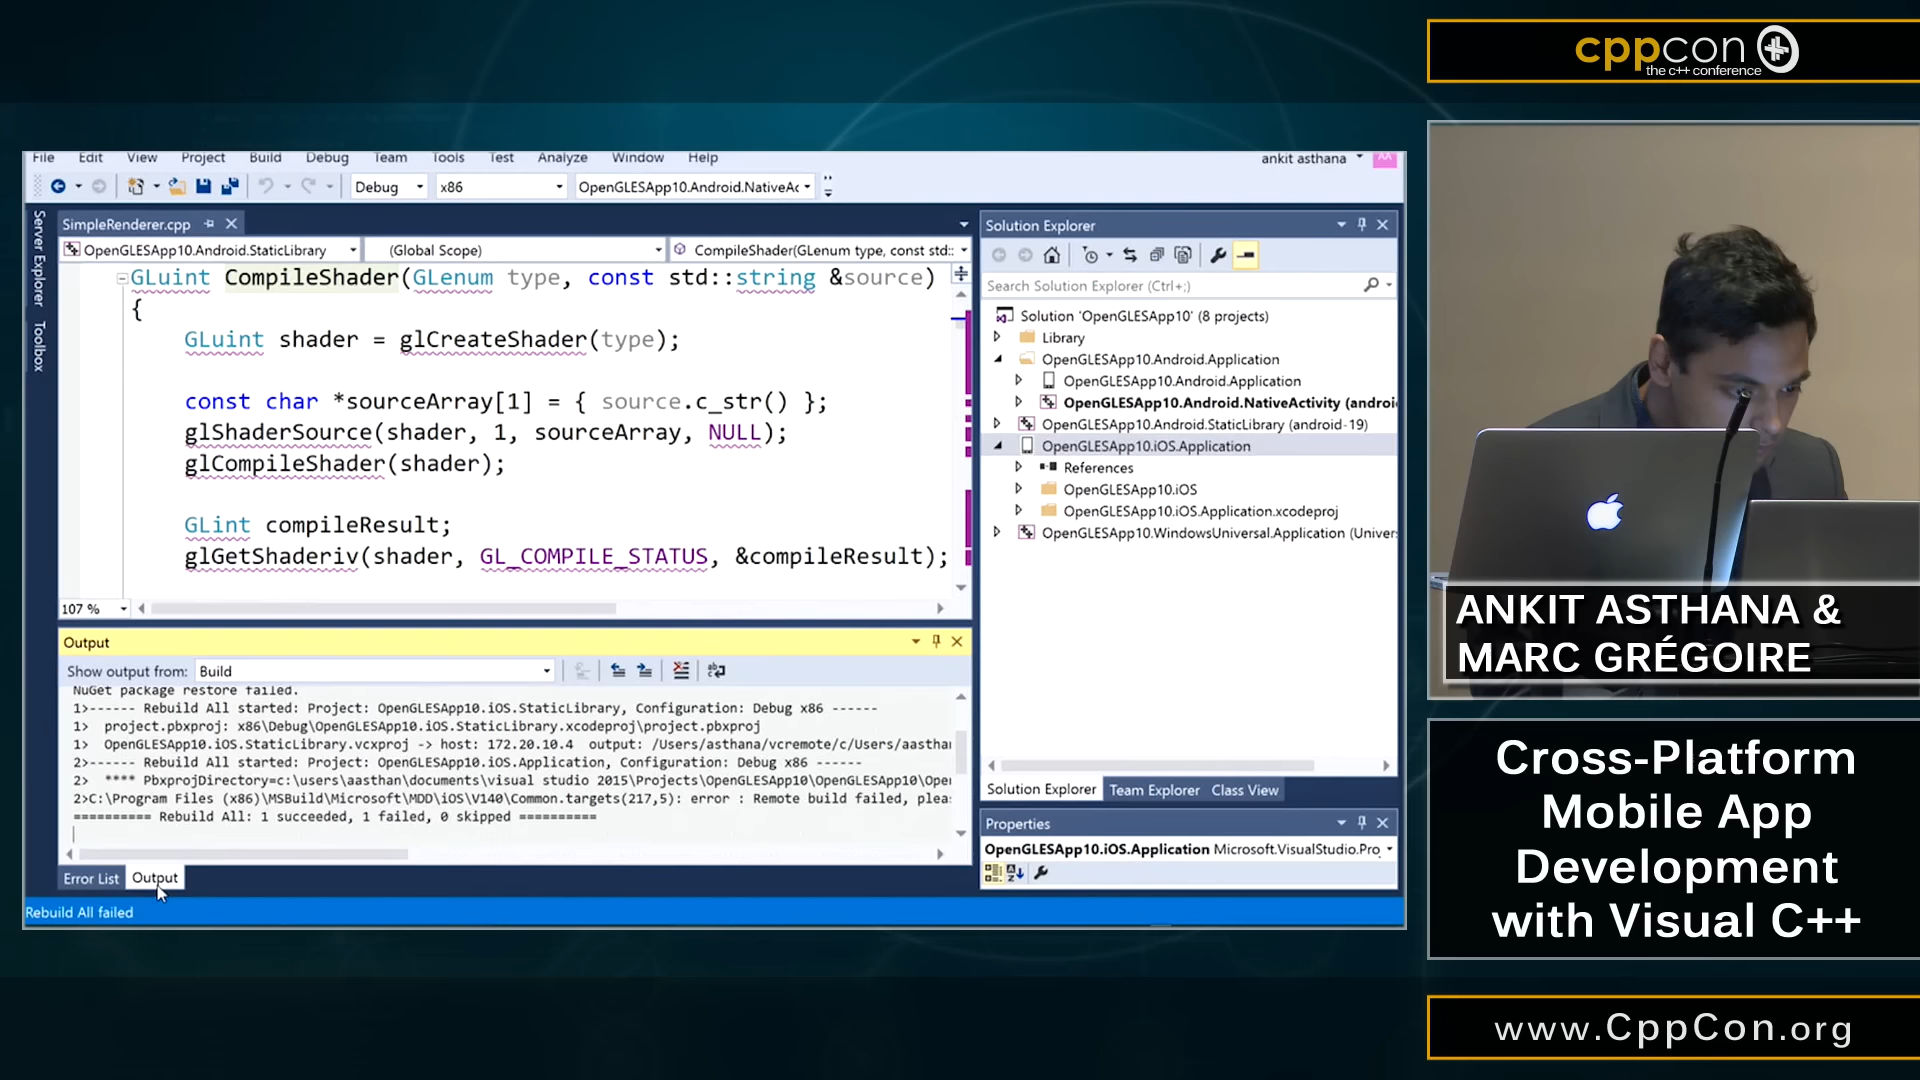 cppcon
the c++ conference
File Edit View Project Build Debug Team Tools Test Analyze Window Help
ankit asthana AA
Debug x86 OpenGLESApp10.Android.NativeAc
Server Explorer
Toolbox
SimpleRenderer.cpp
OpenGLESApp10.Android.StaticLibrary (Global Scope) CompileShader(GLenum type, const std::
GLuint CompileShader(GLenum type, const std::string &source)
{
GLuint shader = glCreateShader(type);
const char *sourceArray[1] = { source.c_str() };
glShaderSource(shader, 1, sourceArray, NULL);
glCompileShader(shader);
GLint compileResult;
glGetShaderiv(shader, GL_COMPILE_STATUS, &compileResult);
107 %
Output
Show output from: Build
NuGet package restore failed.
1>------ Rebuild All started: Project: OpenGLESApp10.iOS.StaticLibrary, Configuration: Debug x86 ------
1> project.pbxproj: x86\Debug\OpenGLESApp10.iOS.StaticLibrary.xcodeproj\project.pbxproj
1> OpenGLESApp10.iOS.StaticLibrary.vcxproj -> host: 172.20.10.4 output: /Users/asthana/vcremote/c/Users/aastha
2>------ Rebuild All started: Project: OpenGLESApp10.iOS.Application, Configuration: Debug x86 ------
2> **** PbxprojDirectory=c:\users\aasthan\documents\visual studio 2015\Projects\OpenGLESApp10\OpenGLESApp10\Ope
2>C:\Program Files (x86)\MSBuild\Microsoft\MDD\iOS\V140\Common.targets(217,5): error : Remote build failed, plea
========== Rebuild All: 1 succeeded, 1 failed, 0 skipped ==========
Error List Output
Rebuild All failed
Solution Explorer
Search Solution Explorer (Ctrl+;)
Solution 'OpenGLESApp10' (8 projects)
Library
OpenGLESApp10.Android.Application
OpenGLESApp10.Android.Application
OpenGLESApp10.Android.NativeActivity (androi
OpenGLESApp10.Android.StaticLibrary (android-19)
OpenGLESApp10.iOS.Application
References
OpenGLESApp10.iOS
OpenGLESApp10.iOS.Application.xcodeproj
OpenGLESApp10.WindowsUniversal.Application (Univer
Solution Explorer Team Explorer Class View
Properties
OpenGLESApp10.iOS.Application Microsoft.VisualStudio.Pro
ANKIT ASTHANA &
MARC GRÉGOIRE
Cross-Platform
Mobile App
Development
with Visual C++
www.CppCon.org